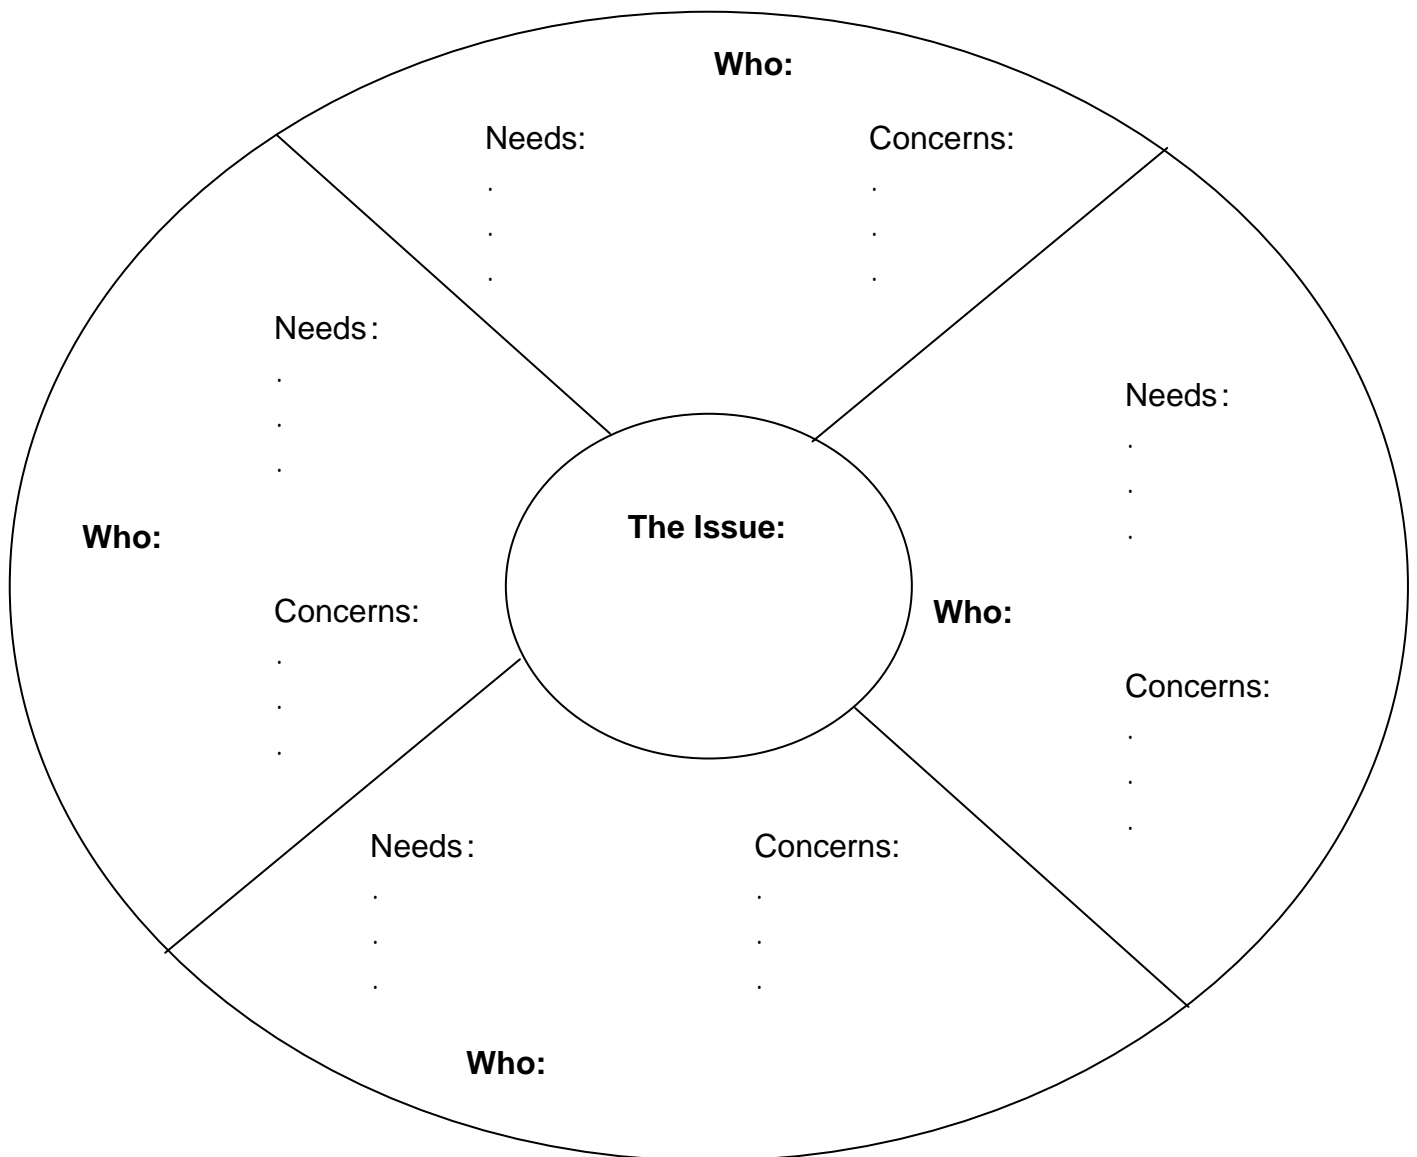 Who:
Needs:
.
.
.
Concerns:
.
.
.
Needs:
.
.
.
Who:
Concerns:
.
.
.
The Issue:
Needs:
.
.
.
Who:
Concerns:
.
.
.
Needs:
.
.
.
Concerns:
.
.
.
Who: